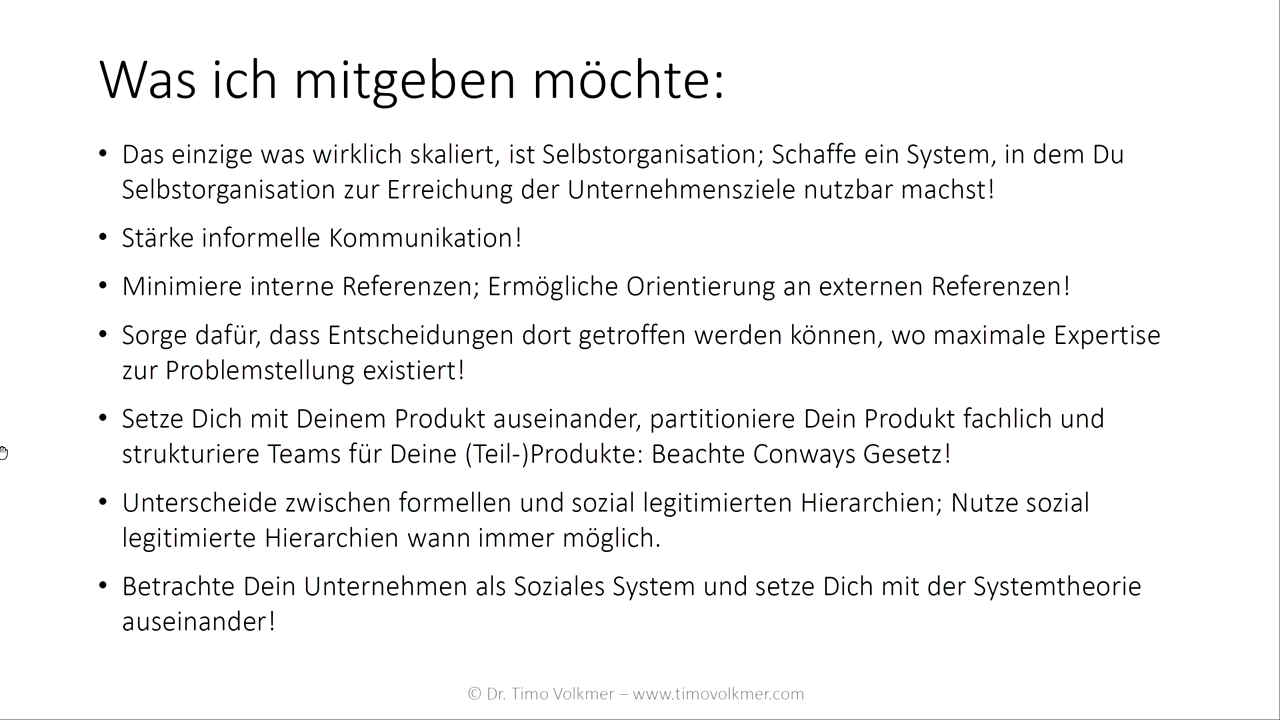 Was ich mitgeben möchte:
• Das einzige was wirklich skaliert, ist Selbstorganisation; Schaffe ein System, in dem Du
Selbstorganisation zur Erreichung der Unternehmensziele nutzbar machst!
• Stärke informelle Kommunikation!
• Minimiere interne Referenzen; Ermögliche Orientierung an externen Referenzen!
• Sorge dafür, dass Entscheidungen dort getroffen werden können, wo maximale Expertise
zur Problemstellung existiert!
• Setze Dich mit Deinem Produkt auseinander, partitioniere Dein Produkt fachlich und
strukturiere Teams für Deine (Teil-)Produkte: Beachte Conways Gesetz!
• Unterscheide zwischen formellen und sozial legitimierten Hierarchien; Nutze sozial
legitimierte Hierarchien wann immer möglich.
• Betrachte Dein Unternehmen als Soziales System und setze Dich mit der Systemtheorie
auseinander!
© Dr. Timo Volkmer – www.timovolkmer.com